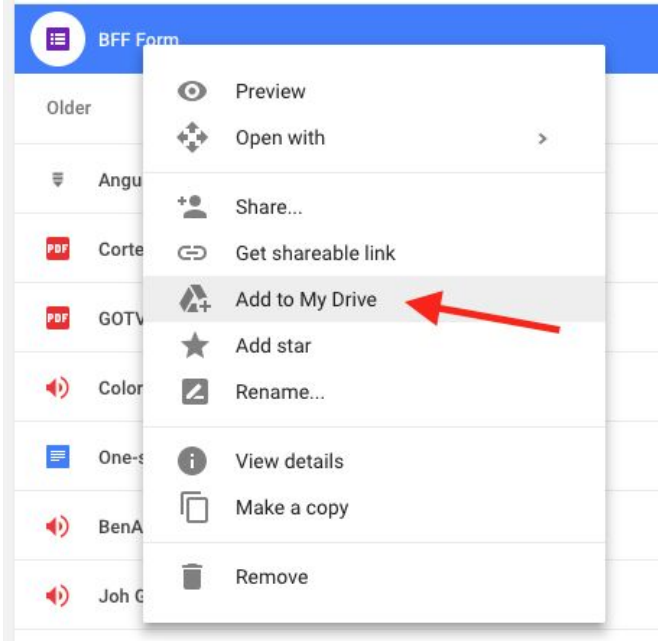 BFF Form
Older
Preview
Open with
Share...
Get shareable link
Add to My Drive
Add star
Rename...
View details
Make a copy
Remove
Angu
PDF Corte
PDF GOTV
Color
One-s
BenA
Joh G